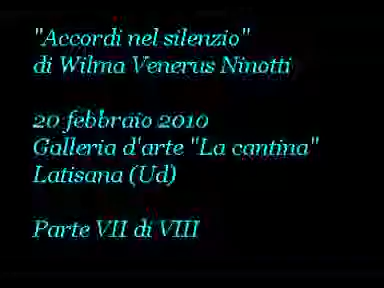 "Accordi nel silenzio"
di Wilma Venerus Ninotti
20 febbraio 2010
Galleria d'arte "La cantina"
Latisana (Ud)
Parte VII di VIII